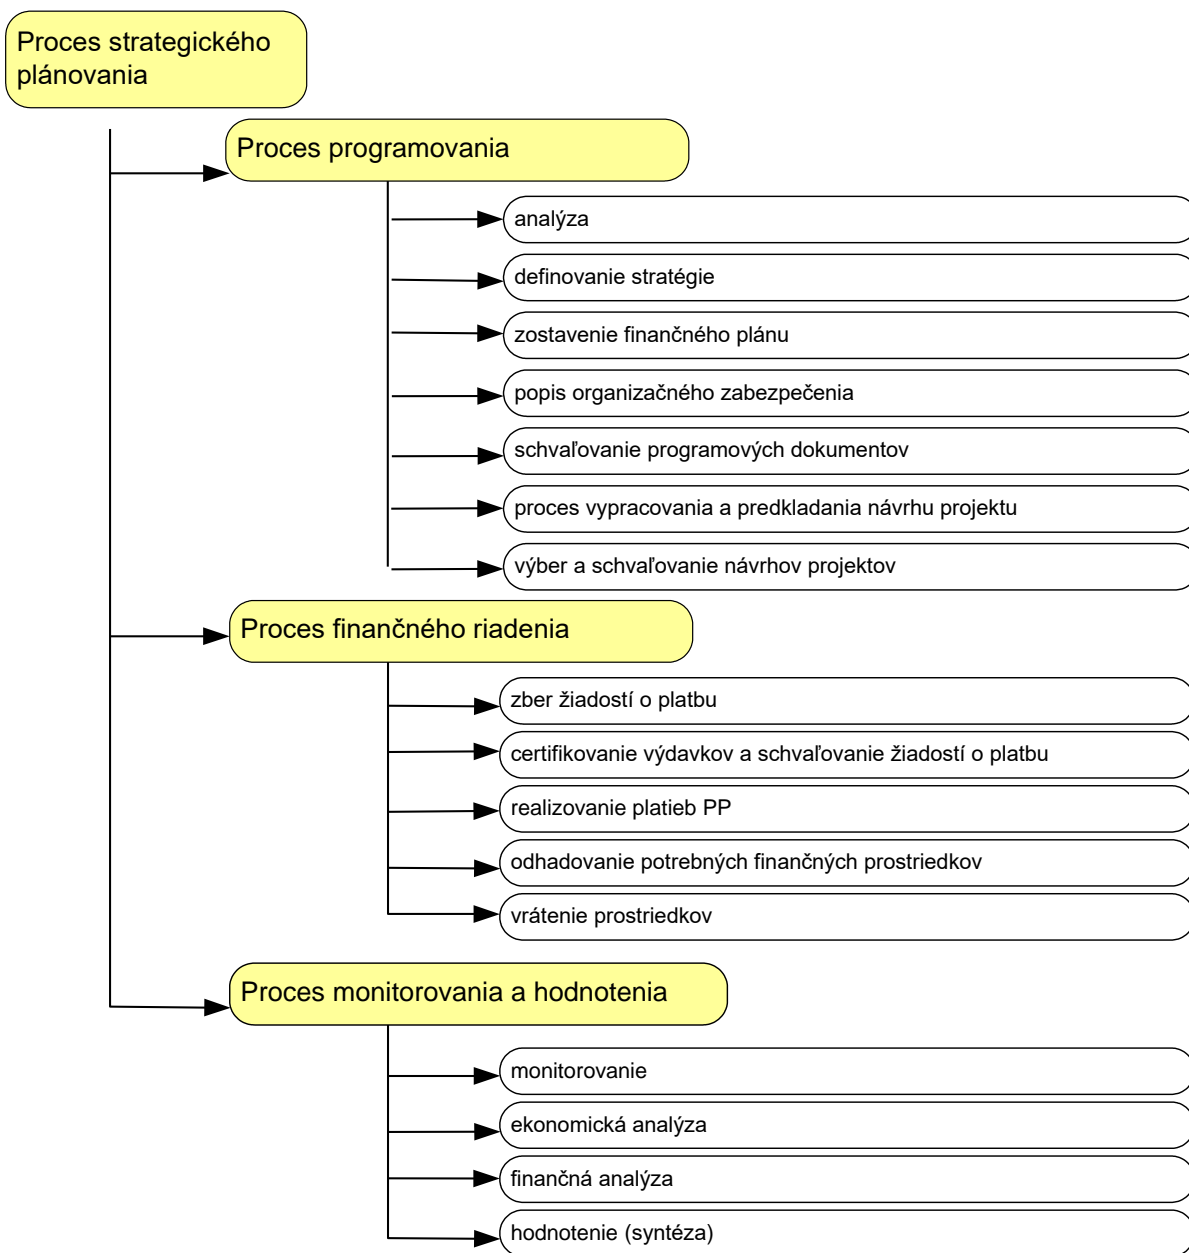 Proces strategického
plánovania
Proces programovania
analýza
definovanie stratégie
zostavenie finančného plánu
popis organizačného zabezpečenia
schvaľovanie programových dokumentov
proces vypracovania a predkladania návrhu projektu
výber a schvaľovanie návrhov projektov
Proces finančného riadenia
zber žiadostí o platbu
certifikovanie výdavkov a schvaľovanie žiadostí o platbu
realizovanie platieb PP
odhadovanie potrebných finančných prostriedkov
vrátenie prostriedkov
Proces monitorovania a hodnotenia
monitorovanie
ekonomická analýza
finančná analýza
hodnotenie (syntéza)